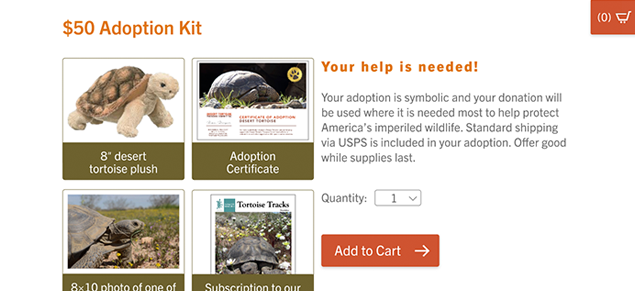 (0)
$50 Adoption Kit
Your help is needed!
Your adoption is symbolic and your donation will
be used where it is needed most to help protect
America's imperiled wildlife. Standard shipping
via USPS is included in your adoption. Offer good
while supplies last.
CERTIFICATE OF ADOPTION
DESERT TORTOISE
8" desert
tortoise plush
Adoption
Certificate
Quantity: 1
Tortoise Tracks
Add to Cart
8×10 photo of one of
Subscription to our